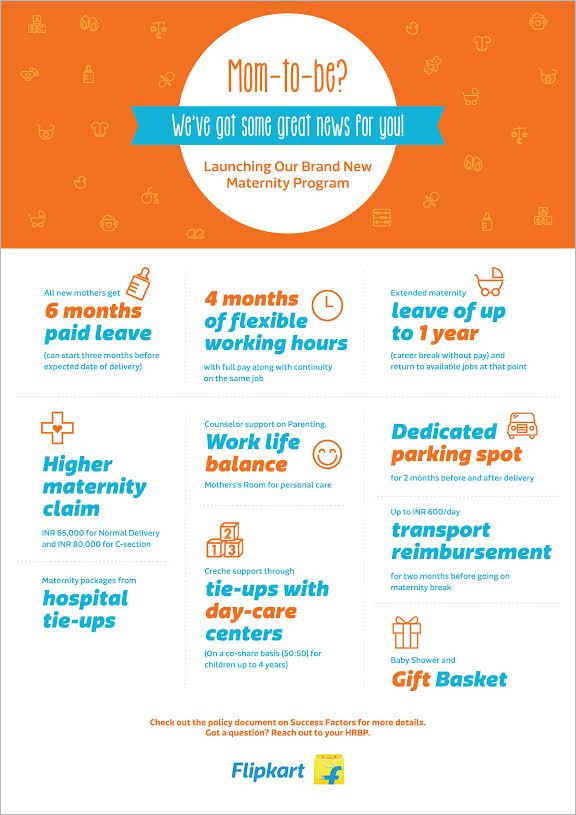 Mom-to-be?
We've got some great news for you!
Launching Our Brand New
Maternity Program
All new mothers get
6 months
paid leave
(can start three months before
expected date of delivery)
4 months
of flexible
working hours
with full pay along with continuity
on the same job
Extended maternity
leave of up
to 1 year
(career break without pay) and
return to available jobs at that point
Higher
maternity
claim
INR 65,000 for Normal Delivery
and INR 80,000 for C-section
Maternity packages from
hospital
tie-ups
Counselor support on Parenting,
Work life
balance
Mothers's Room for personal care
2
1 3
Creche support through
tie-ups with
day-care
centers
(On a co-share basis (50:50) for
children up to 4 years)
Dedicated
parking spot
for 2 months before and after delivery
Up to INR 600/day
transport
reimbursement
for two months before going on
maternity break
Baby Shower and
Gift Basket
Check out the policy document on Success Factors for more details.
Got a question? Reach out to your HRBP.
Flipkart